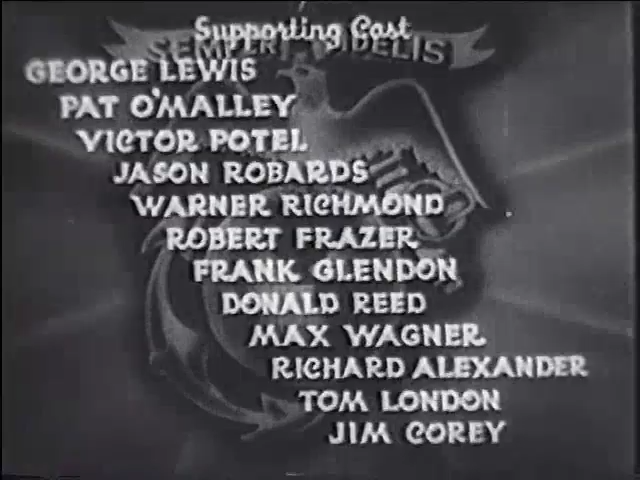 Supporting Cast
SEMPER FIDELIS
GEORGE LEWIS
PAT O'MALLEY
VICTOR POTEL
JASON ROBARDS
WARNER RICHMOND
ROBERT FRAZER
FRANK GLENDON
DONALD REED
MAX WAGNER
RICHARD ALEXANDER
TOM LONDON
JIM COREY